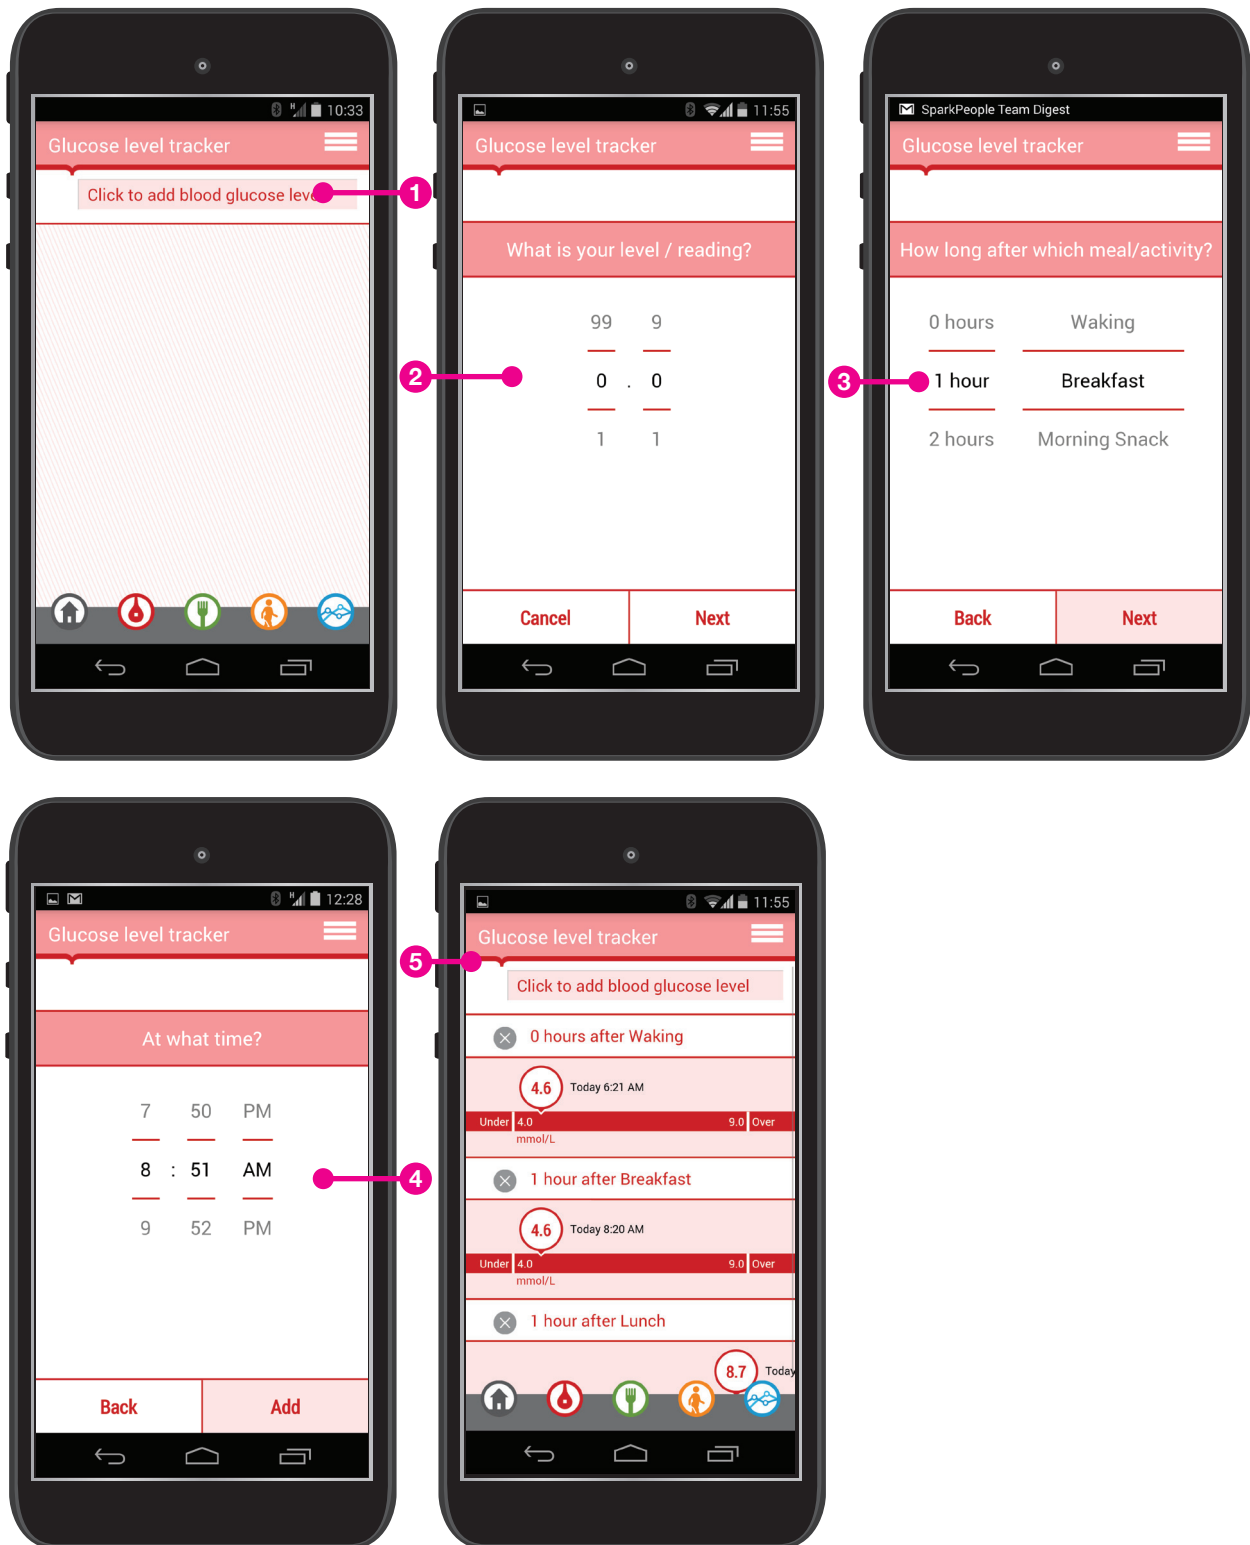 10:33
Glucose level tracker
Click to add blood glucose level
1
11:55
Glucose level tracker
What is your level / reading?
99 9
0 . 0
1 1
Cancel Next
2
SparkPeople Team Digest
Glucose level tracker
How long after which meal/activity?
0 hours Waking
1 hour Breakfast
2 hours Morning Snack
Back Next
3
12:28
Glucose level tracker
At what time?
7 50 PM
8 : 51 AM
9 52 PM
Back Add
4
11:55
Glucose level tracker
5
Click to add blood glucose level
0 hours after Waking
4.6 Today 6:21 AM
Under 4.0 9.0 Over
mmol/L
1 hour after Breakfast
4.6 Today 8:20 AM
Under 4.0 9.0 Over
mmol/L
1 hour after Lunch
8.7 Today